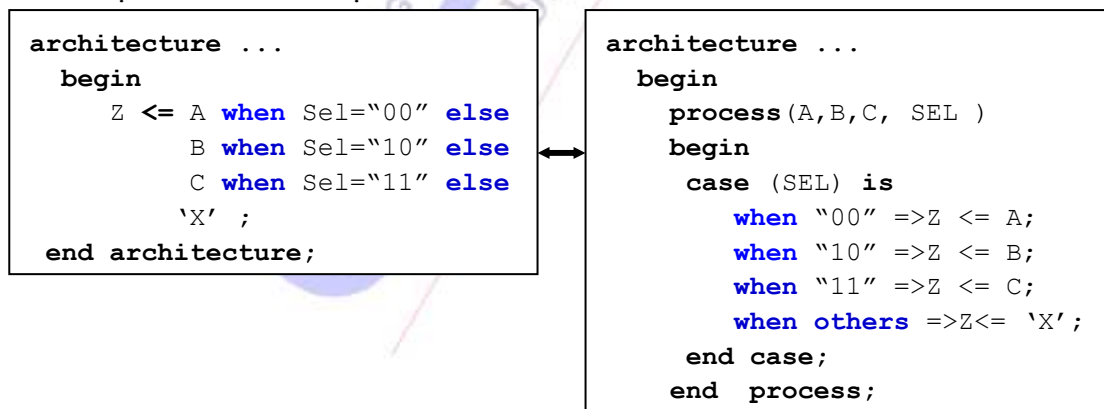 architecture ...
begin
Z <= A when Sel=“00” else
B when Sel=“10” else
C when Sel=“11” else
‘X’ ;
end architecture;
architecture ...
begin
process(A,B,C, SEL )
begin
case (SEL) is
when “00” =>Z <= A;
when “10” =>Z <= B;
when “11” =>Z <= C;
when others =>Z<= ‘X’;
end case;
end process;